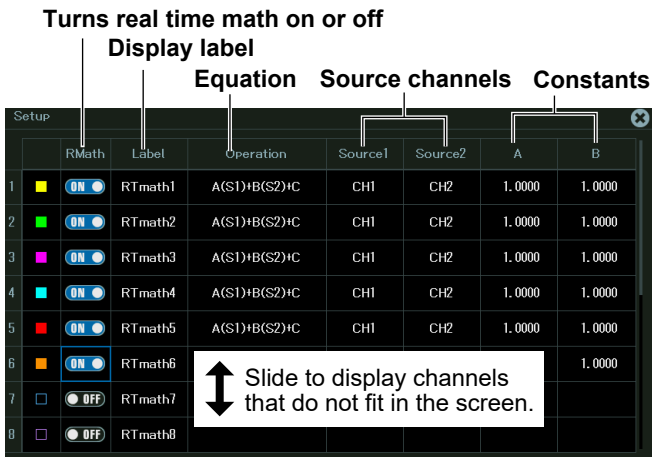 Turns real time math on or off
Display label
Equation Source channels Constants
Setup
RMath Label Operation Source1 Source2 A B
1 ON RTmath1 A(S1)+B(S2)+C CH1 CH2 1.0000 1.0000
2 ON RTmath2 A(S1)+B(S2)+C CH1 CH2 1.0000 1.0000
3 ON RTmath3 A(S1)+B(S2)+C CH1 CH2 1.0000 1.0000
4 ON RTmath4 A(S1)+B(S2)+C CH1 CH2 1.0000 1.0000
5 ON RTmath5 A(S1)+B(S2)+C CH1 CH2 1.0000 1.0000
6 ON RTmath6 1.0000
Slide to display channels
that do not fit in the screen.
7 OFF RTmath7
8 OFF RTmath8